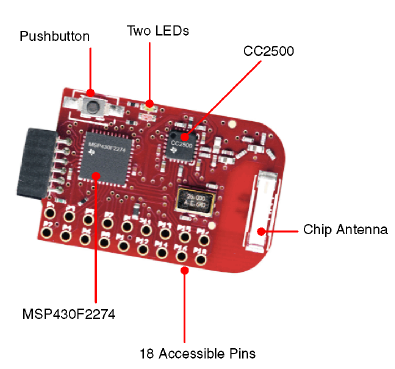 Two LEDs
Pushbutton
CC2500
MSP430F2274
CC2500
Chip Antenna
MSP430F2274
18 Accessible Pins